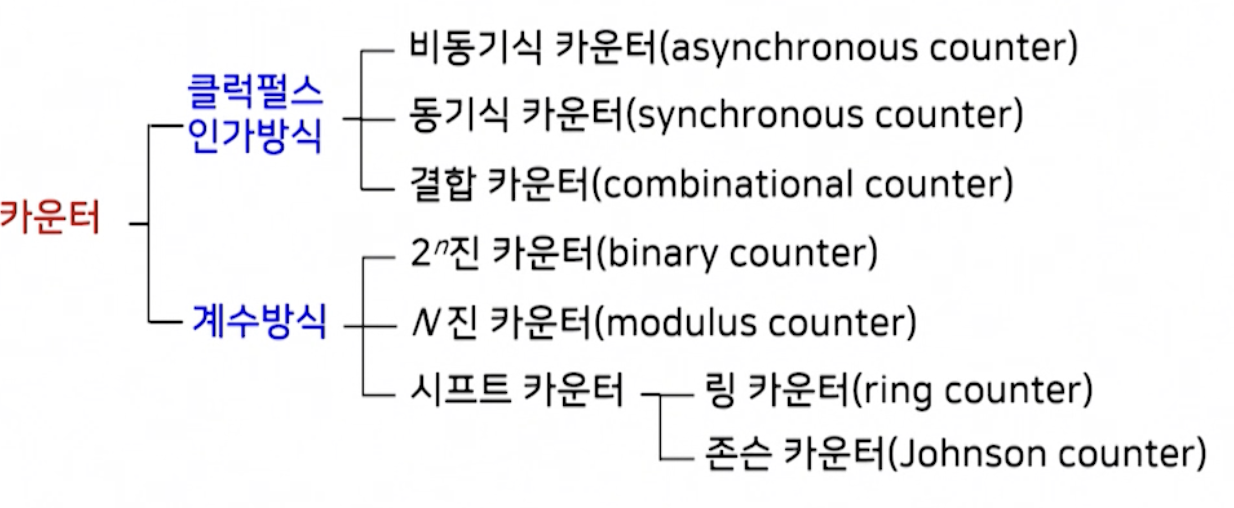 비동기식 카운터(asynchronous counter)
클럭펄스
인가방식
동기식 카운터(synchronous counter)
결합 카운터(combinational counter)
카운터
2ⁿ진 카운터(binary counter)
계수방식
N진 카운터(modulus counter)
시프트 카운터
링 카운터(ring counter)
존슨 카운터(Johnson counter)